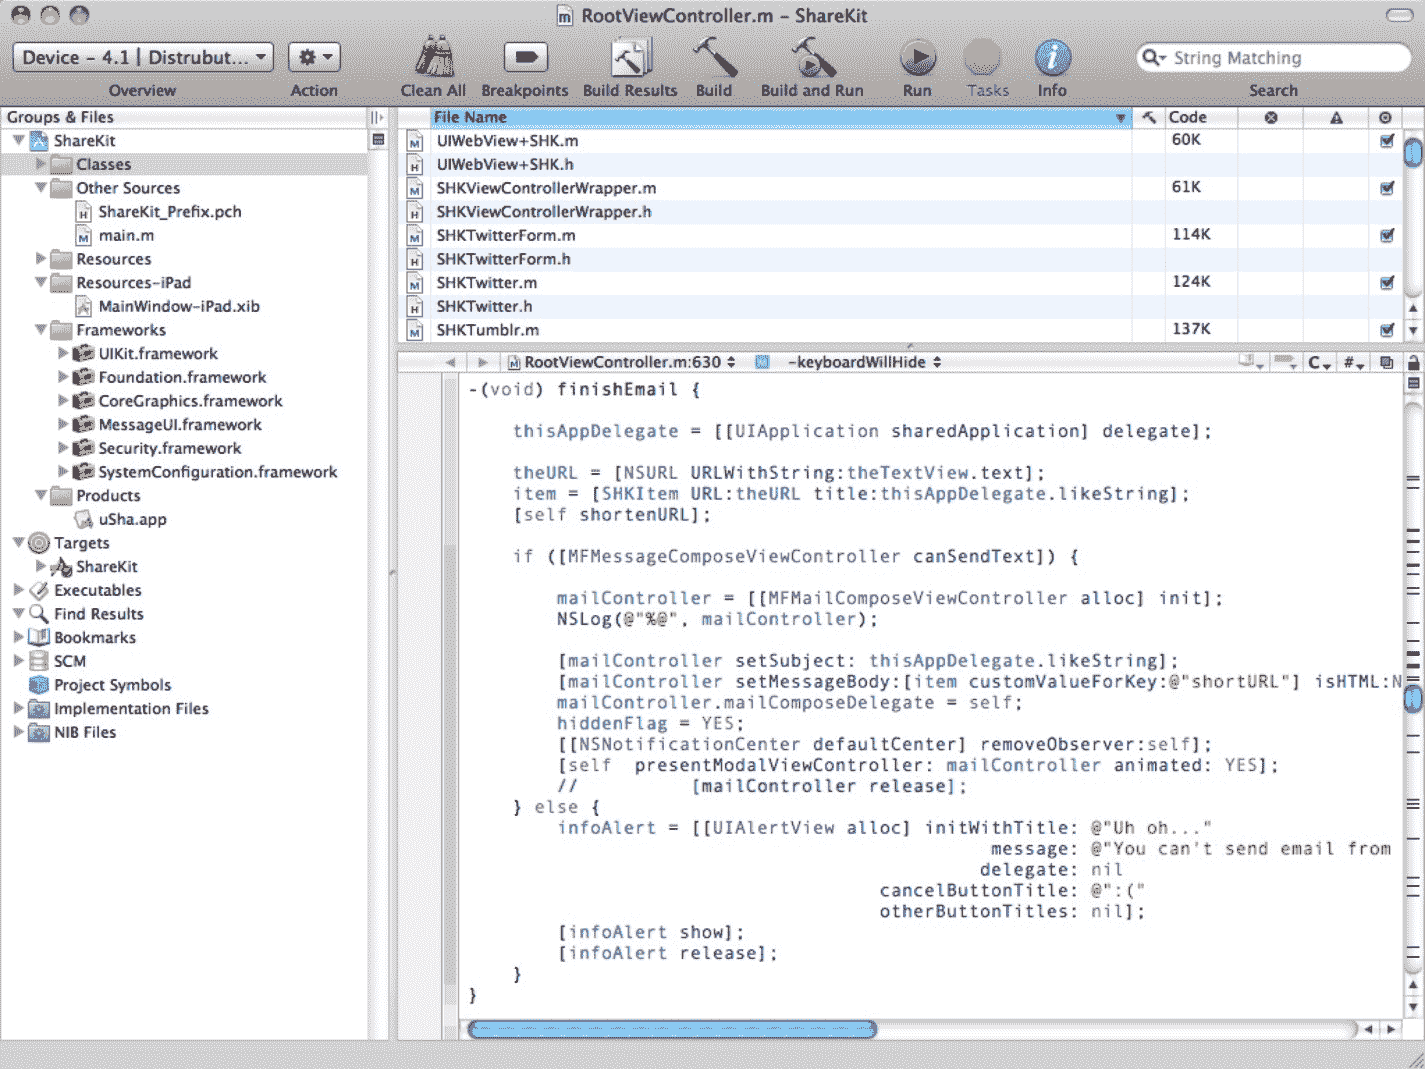 RootViewController.m – ShareKit
Device – 4.1 | Distrubut...
Overview
Action
Clean All
Breakpoints
Build Results
Build
Build and Run
Run
Tasks
Info
String Matching
Search
Groups & Files
ShareKit
Classes
Other Sources
ShareKit_Prefix.pch
main.m
Resources
Resources-iPad
MainWindow-iPad.xib
Frameworks
UIKit.framework
Foundation.framework
CoreGraphics.framework
MessageUI.framework
Security.framework
SystemConfiguration.framework
Products
uSha.app
Targets
ShareKit
Executables
Find Results
Bookmarks
SCM
Project Symbols
Implementation Files
NIB Files
File Name Code
UIWebView+SHK.m 60K
UIWebView+SHK.h
SHKViewControllerWrapper.m 61K
SHKViewControllerWrapper.h
SHKTwitterForm.m 114K
SHKTwitterForm.h
SHKTwitter.m 124K
SHKTwitter.h
SHKTumblr.m 137K
RootViewController.m:630 -keyboardWillHide C #
-(void) finishEmail {
thisAppDelegate = [[UIApplication sharedApplication] delegate];
theURL = [NSURL URLWithString:theTextView.text];
item = [SHKItem URL:theURL title:thisAppDelegate.likeString];
[self shortenURL];
if ([MFMessageComposeViewController canSendText]) {
mailController = [[MFMailComposeViewController alloc] init];
NSLog(@"%@", mailController);
[mailController setSubject: thisAppDelegate.likeString];
[mailController setMessageBody:[item customValueForKey:@"shortURL"] isHTML:N
mailController.mailComposeDelegate = self;
hiddenFlag = YES;
[[NSNotificationCenter defaultCenter] removeObserver:self];
[self  presentModalViewController: mailController animated: YES];
// [mailController release];
} else {
infoAlert = [[UIAlertView alloc] initWithTitle: @"Uh oh..."
message: @"You can't send email from
delegate: nil
cancelButtonTitle: @":("
otherButtonTitles: nil];
[infoAlert show];
[infoAlert release];
}
}